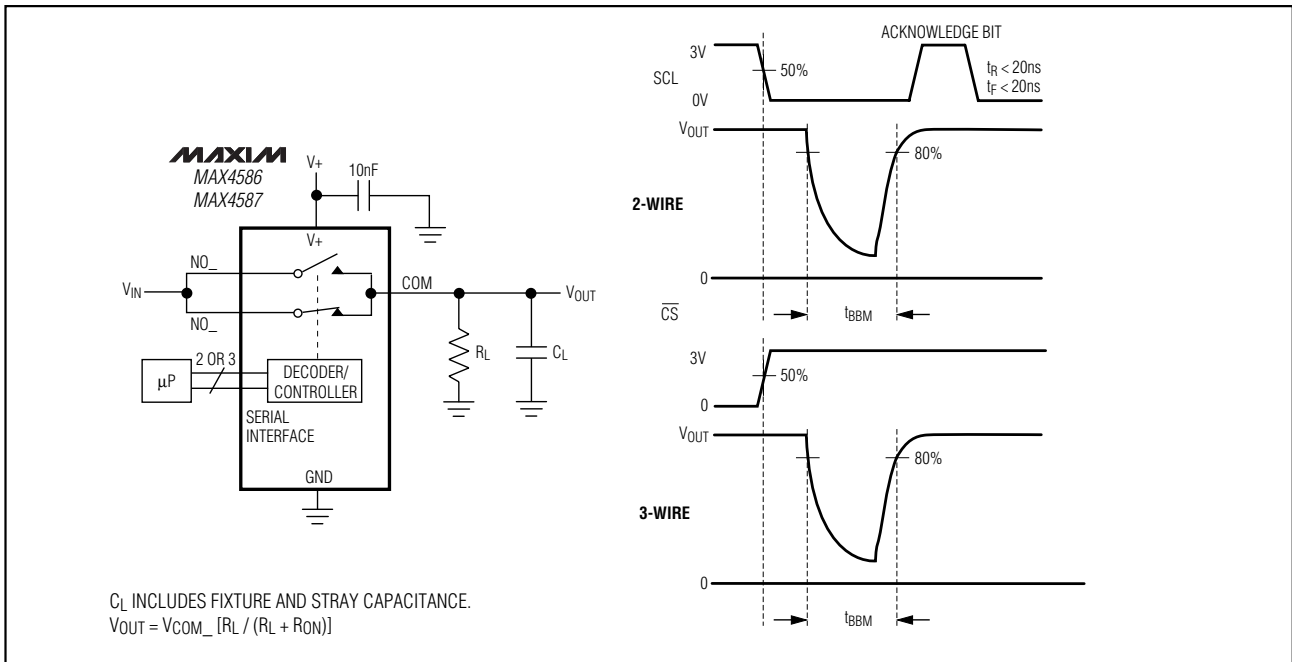 MAXIM
MAX4586
MAX4587
V+
10nF
V+
NO_
VIN
NO_
COM
VOUT
RL
CL
2 OR 3
μP
DECODER/
CONTROLLER
SERIAL
INTERFACE
GND
CL INCLUDES FIXTURE AND STRAY CAPACITANCE.
VOUT = VCOM_ [RL / (RL + RON)]
ACKNOWLEDGE BIT
3V
SCL
50%
0V
tR < 20ns
tF < 20ns
VOUT
80%
2-WIRE
0
CS
tBBM
3V
50%
0
VOUT
80%
3-WIRE
0
tBBM